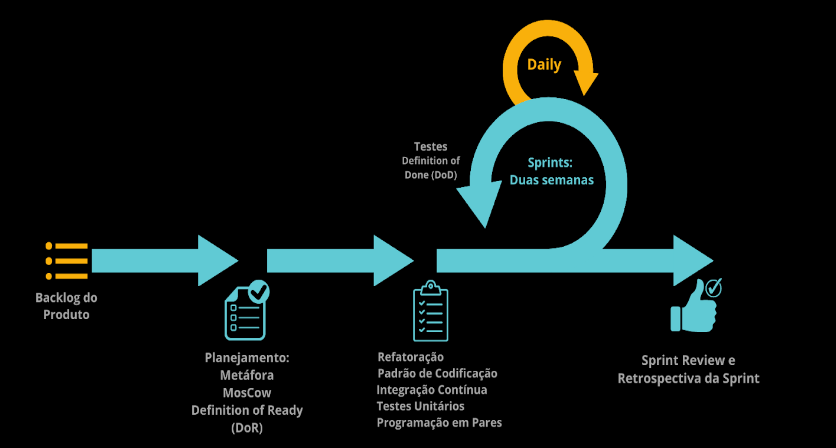 Daily
Testes
Definition of
Done (DoD)
Sprints:
Duas semanas
Backlog do
Produto
Planejamento:
Metáfora
MosCow
Definition of Ready
(DoR)
Refatoração
Padrão de Codificação
Integração Contínua
Testes Unitários
Programação em Pares
Sprint Review e
Retrospectiva da Sprint